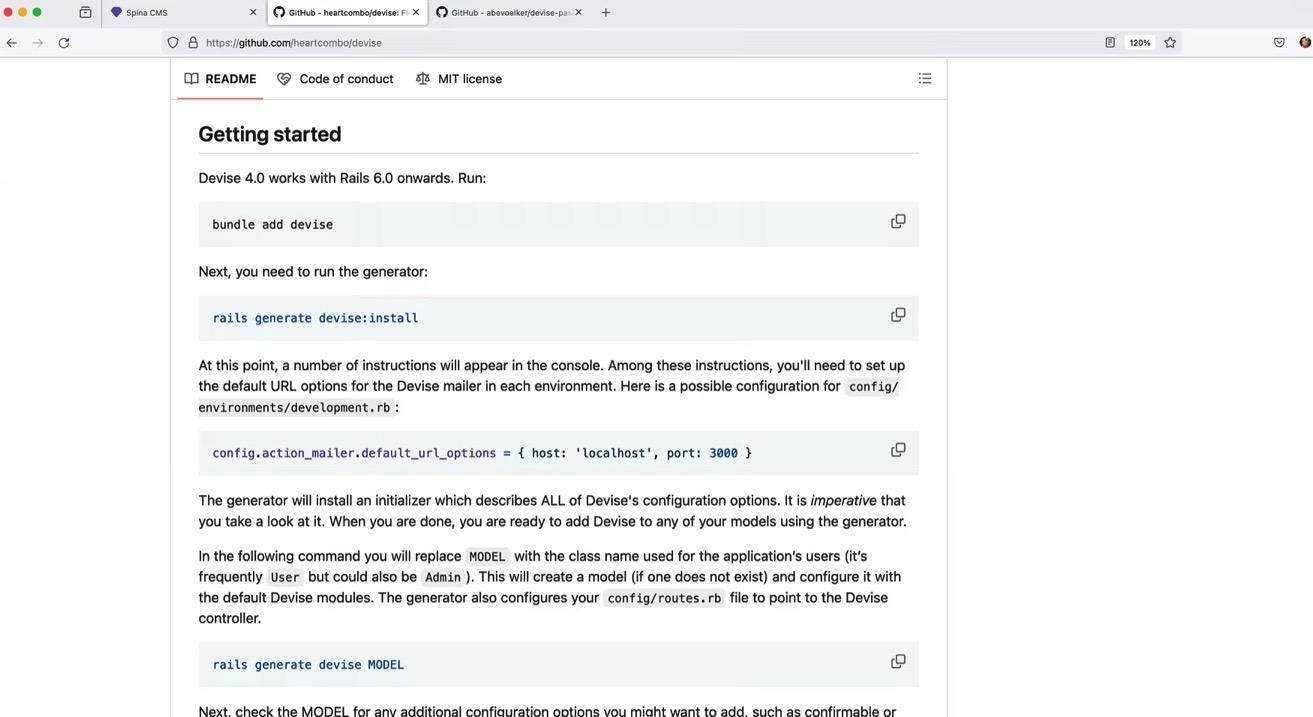 Spina CMS
GitHub - heartcombo/devise: Fl
GitHub - abevoelker/devise-pas
https://github.com/heartcombo/devise
120%
README
Code of conduct
MIT license
Getting started
Devise 4.0 works with Rails 6.0 onwards. Run:
bundle add devise
Next, you need to run the generator:
rails generate devise:install
At this point, a number of instructions will appear in the console. Among these instructions, you'll need to set up
the default URL options for the Devise mailer in each environment. Here is a possible configuration for config/
environments/development.rb :
config.action_mailer.default_url_options = { host: 'localhost', port: 3000 }
The generator will install an initializer which describes ALL of Devise's configuration options. It is imperative that
you take a look at it. When you are done, you are ready to add Devise to any of your models using the generator.
In the following command you will replace MODEL with the class name used for the application’s users (it’s
frequently User but could also be Admin ). This will create a model (if one does not exist) and configure it with
the default Devise modules. The generator also configures your config/routes.rb file to point to the Devise
controller.
rails generate devise MODEL
Next, check the MODEL for any additional configuration options you might want to add, such as confirmable or